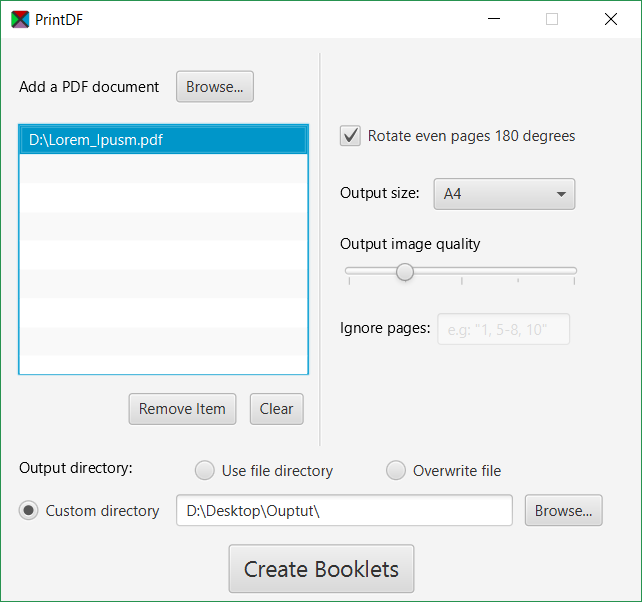 PrintDF
Add a PDF document Browse...
D:\Lorem_Ipusm.pdf
Rotate even pages 180 degrees
Output size: A4
Output image quality
Ignore pages: e.g: "1, 5-8, 10"
Remove Item Clear
Output directory: Use file directory Overwrite file
Custom directory D:\Desktop\Ouptut\ Browse...
Create Booklets